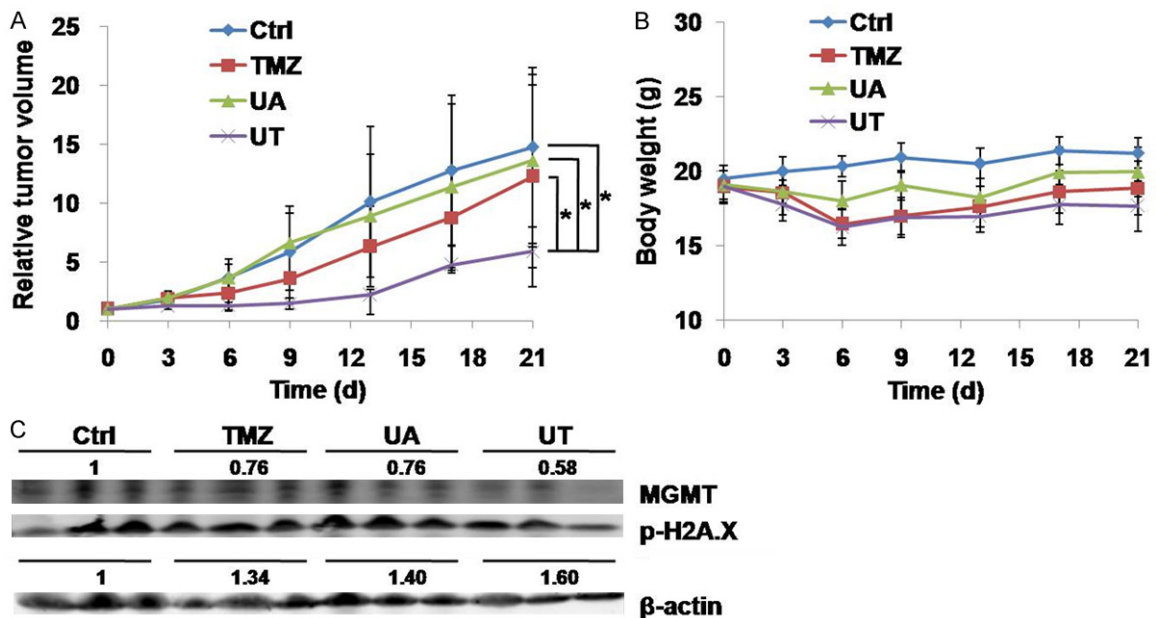 A
Relative tumor volume
25
20
15
10
5
0
Ctrl
TMZ
UA
UT
*
*
*
0 3 6 9 12 15 18 21
Time (d)
B
Body weight (g)
30
25
20
15
10
Ctrl
TMZ
UA
UT
0 3 6 9 12 15 18 21
Time (d)
C
Ctrl TMZ UA UT
1 0.76 0.76 0.58
MGMT
p-H2A.X
1 1.34 1.40 1.60
β-actin